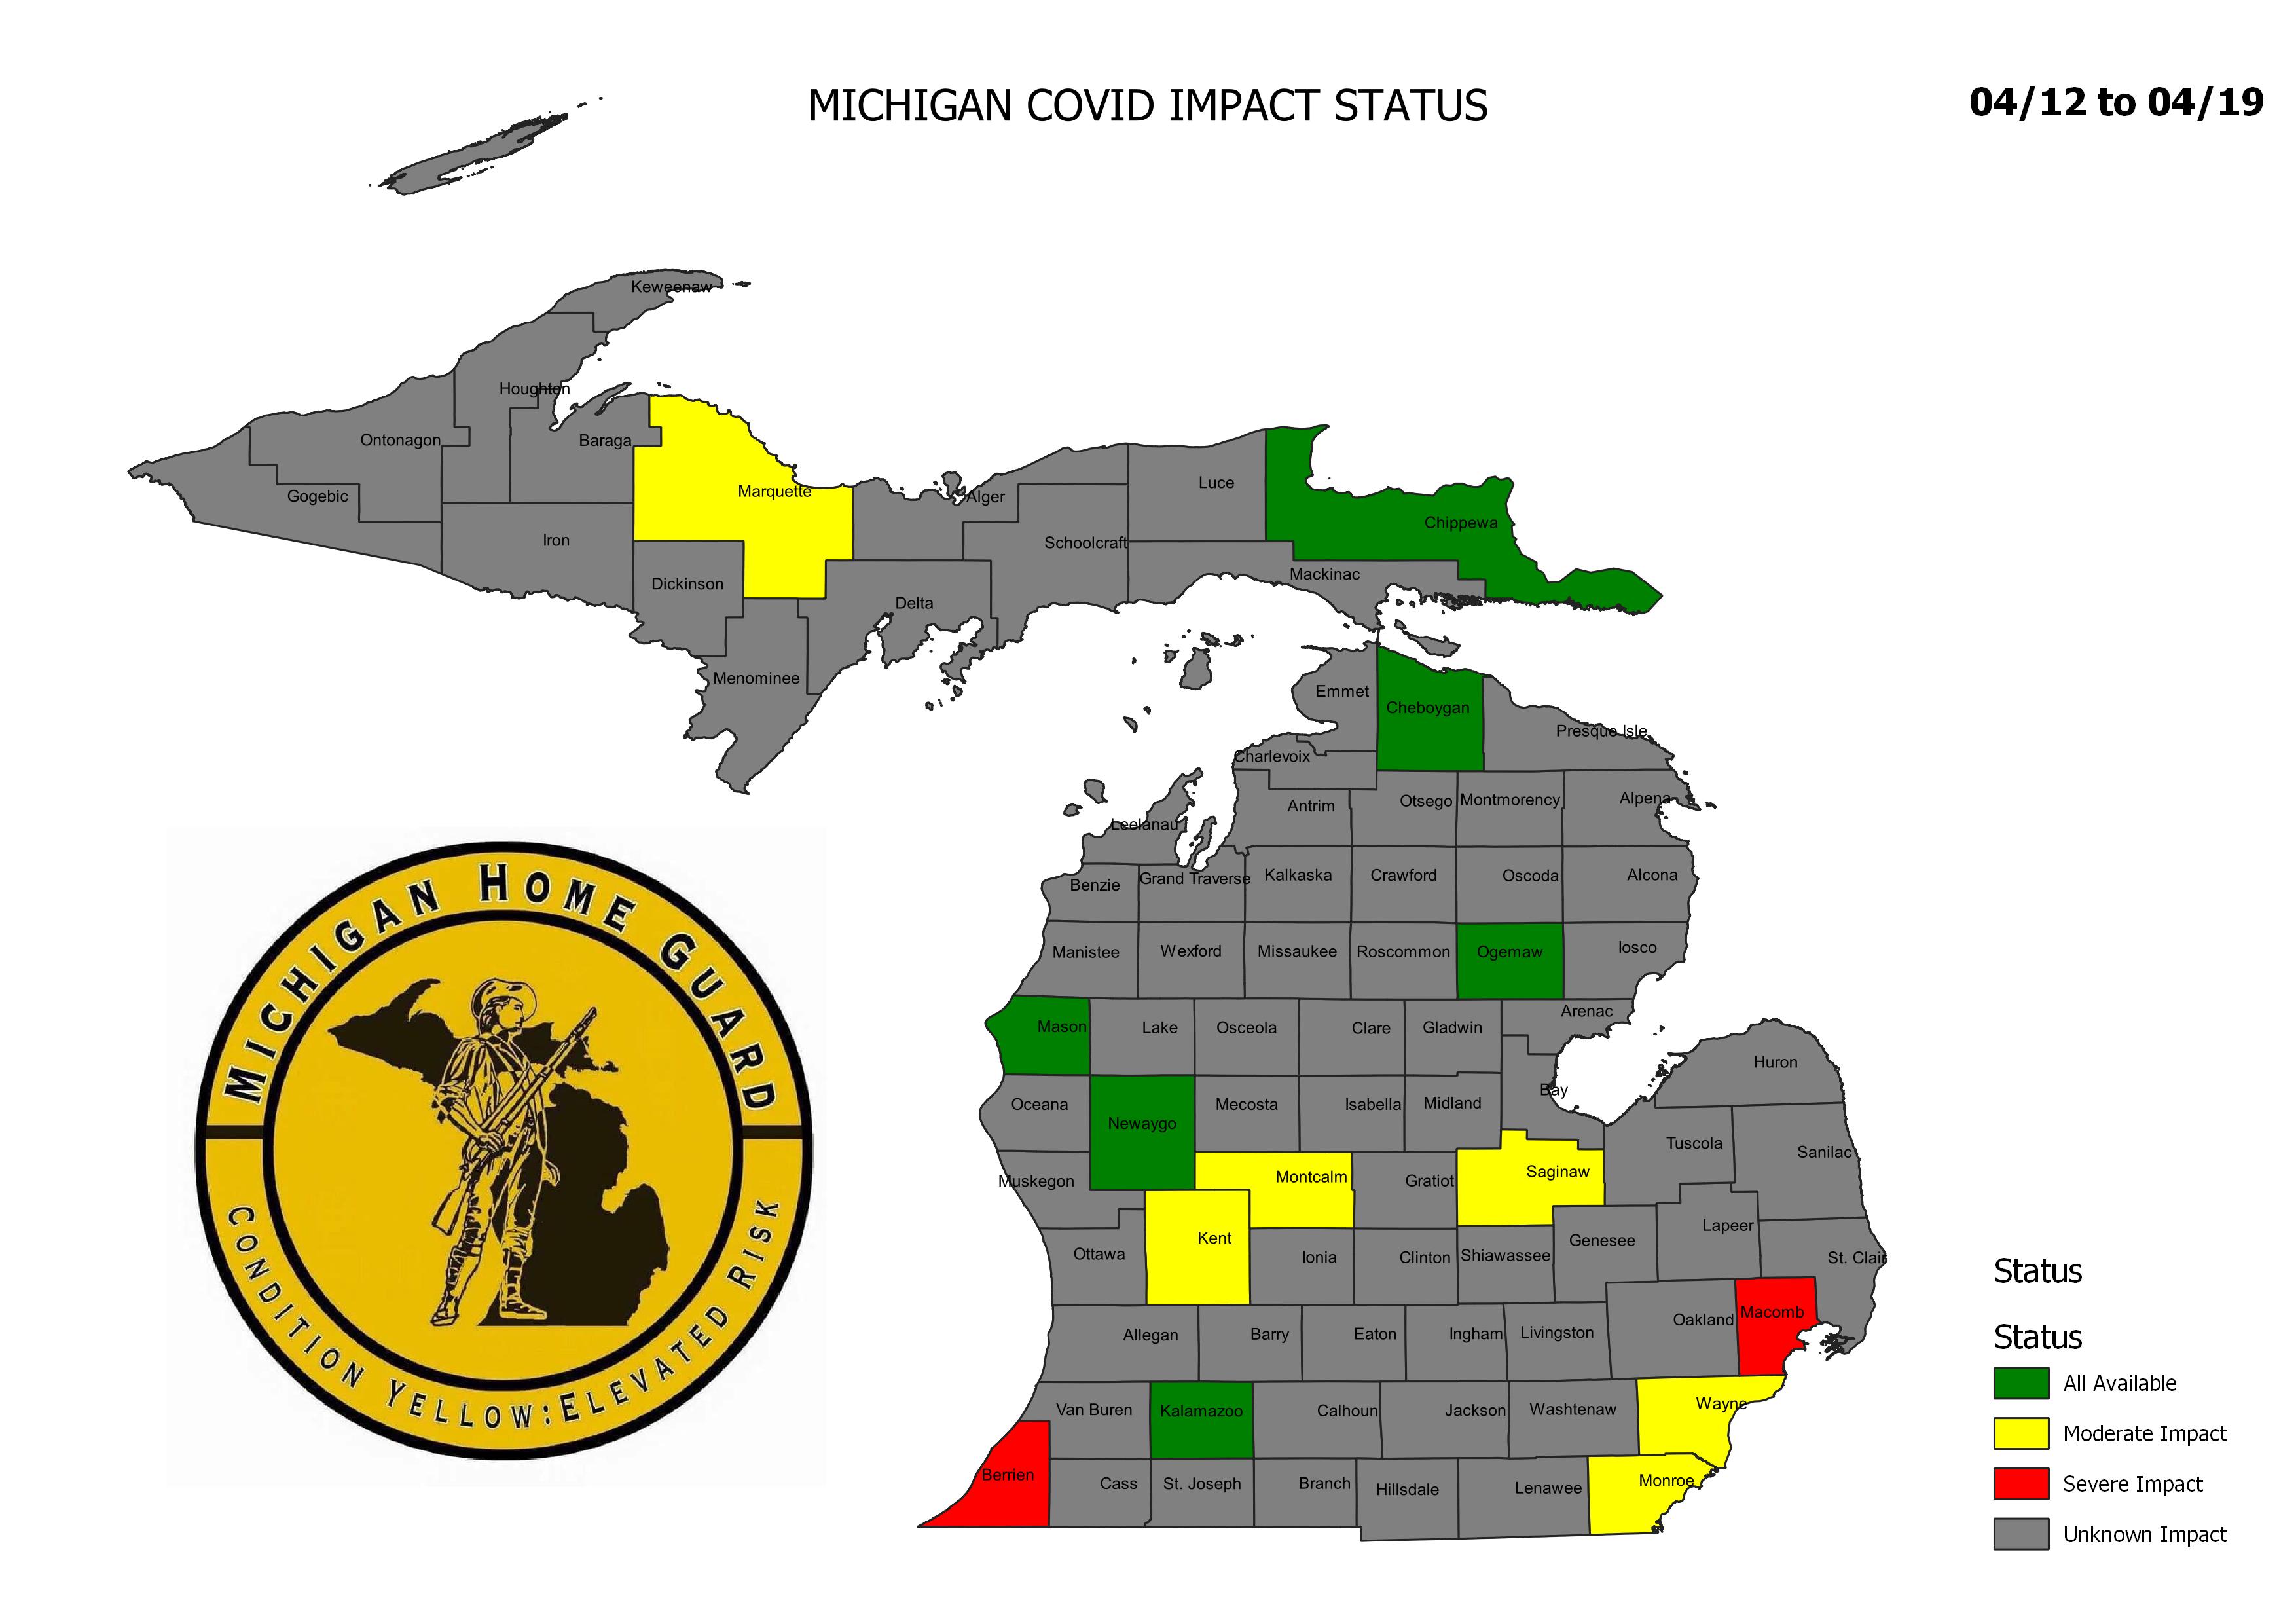 MICHIGAN COVID IMPACT STATUS
04/12 to 04/19
Keweenaw
Houghton
Ontonagon
Baraga
Gogebic
Marquette
Iron
Dickinson
Menominee
Delta
Alger
Schoolcraft
Luce
Chippewa
Mackinac
Emmet
Cheboygan
Presque Isle
Charlevoix
Antrim
Otsego
Montmorency
Alpena
Leelanau
Benzie
Grand Traverse
Kalkaska
Crawford
Oscoda
Alcona
Manistee
Wexford
Missaukee
Roscommon
Ogemaw
Iosco
Mason
Lake
Osceola
Clare
Gladwin
Arenac
Huron
Oceana
Newaygo
Mecosta
Isabella
Midland
Bay
Tuscola
Sanilac
Muskegon
Montcalm
Gratiot
Saginaw
Ottawa
Kent
Ionia
Clinton
Shiawassee
Genesee
Lapeer
St. Clair
Allegan
Barry
Eaton
Ingham
Livingston
Oakland
Macomb
Van Buren
Kalamazoo
Calhoun
Jackson
Washtenaw
Wayne
Berrien
Cass
St. Joseph
Branch
Hillsdale
Lenawee
Monroe
MICHIGAN HOME GUARD
CONDITION YELLOW: ELEVATED RISK
Status
Status
All Available
Moderate Impact
Severe Impact
Unknown Impact